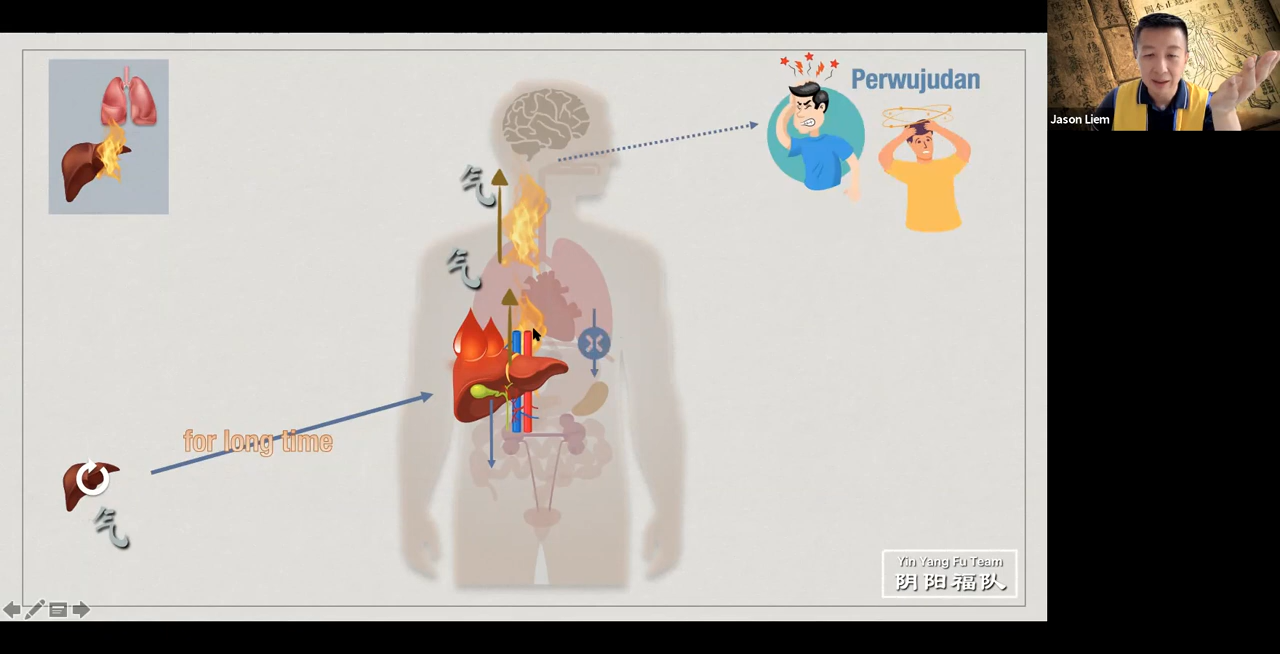 Perwujudan
Jason Liem
气
气
for long time
气
Yin Yang Fu Team
阴阳福队